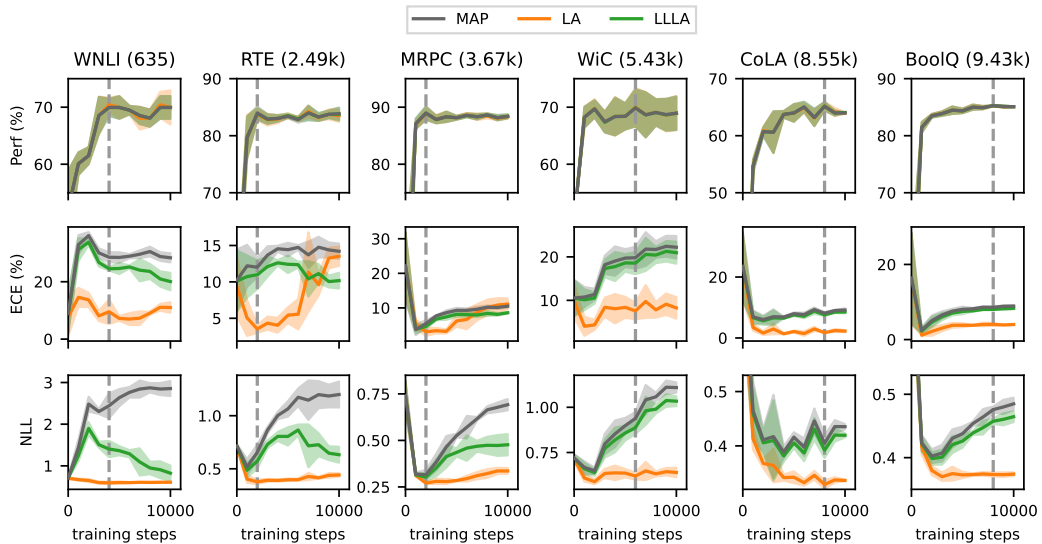 MAP LA LLLA
WNLI (635) RTE (2.49k) MRPC (3.67k) WiC (5.43k) CoLA (8.55k) BoolQ (9.43k)
Perf (%)
80 70 60
90 80 70
90 80
80 70 60
70 60 50
90 80 70
ECE (%)
20 0
15 10 5
30 20 10
20 10
20 0
20 0
NLL
3 2 1
1.0 0.5
0.75 0.50 0.25
1.00 0.75
0.5 0.4
0.5 0.4
0 10000 0 10000 0 10000 0 10000 0 10000 0 10000
training steps training steps training steps training steps training steps training steps